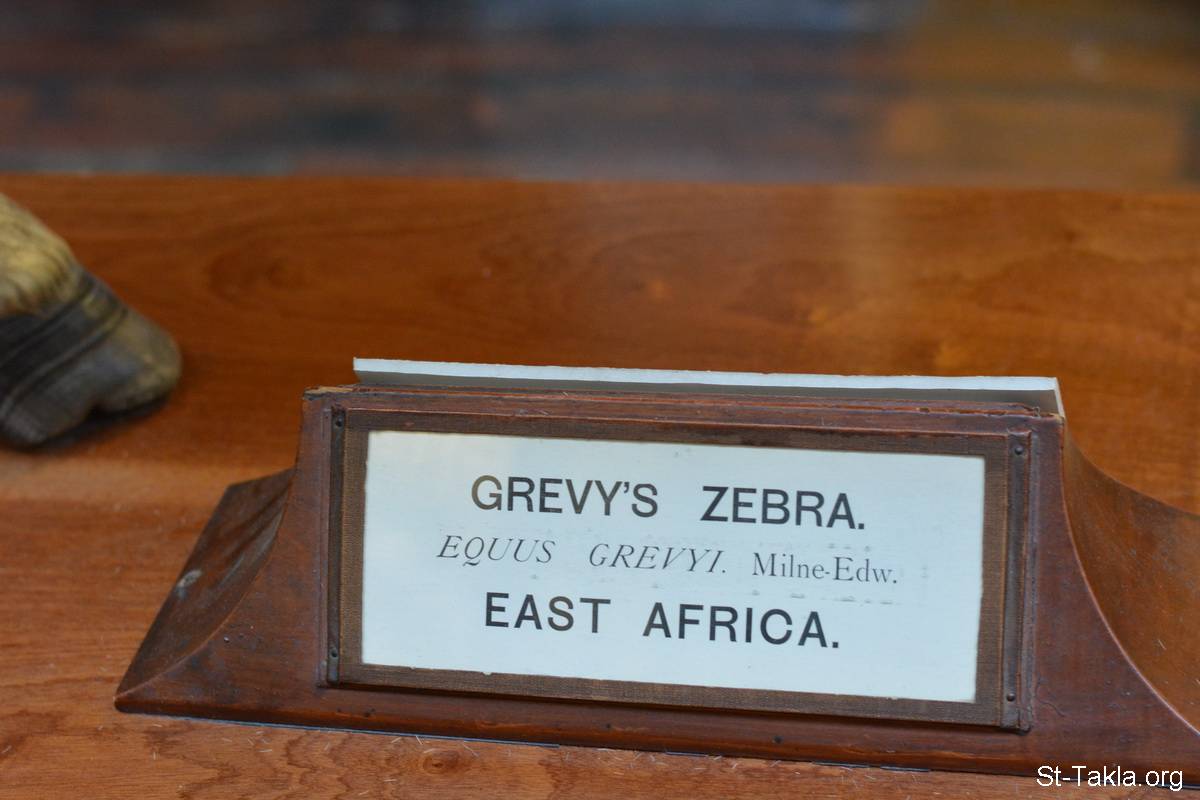 GREVY'S ZEBRA.
EQUUS GREVYI. Milne-Edw.
EAST AFRICA.
St-Takla.org